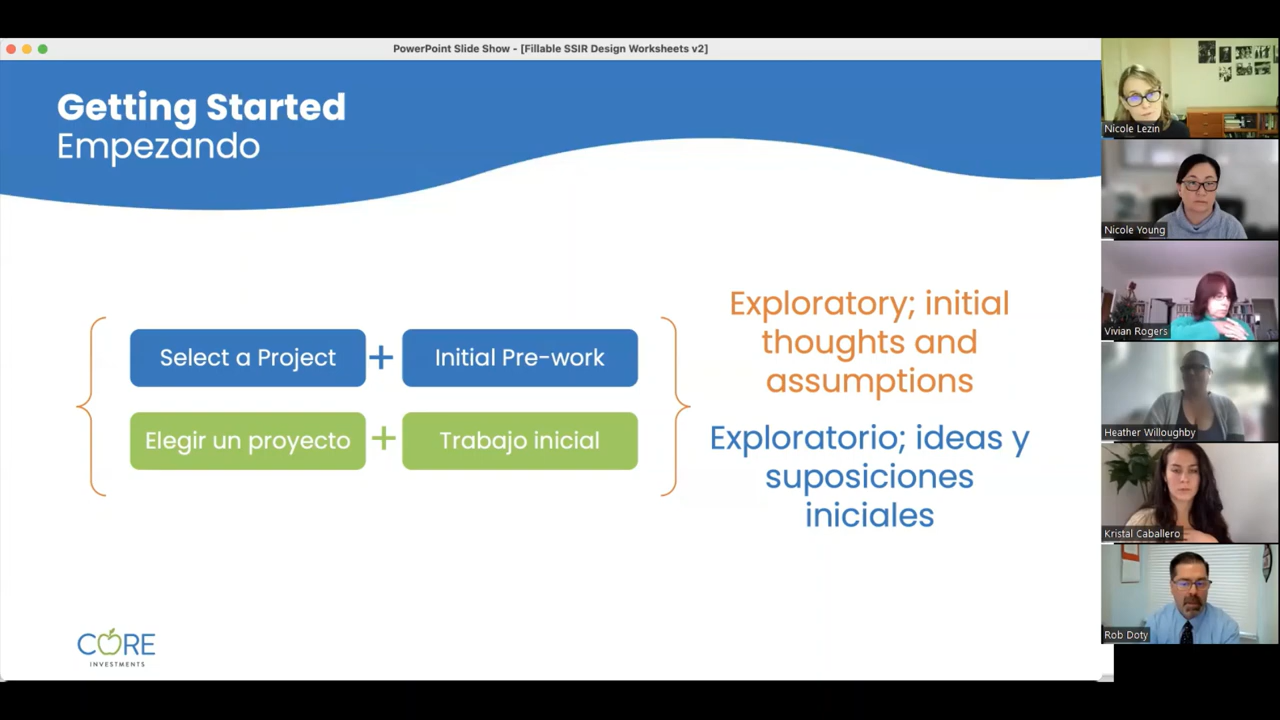 PowerPoint Slide Show - [Fillable SSIR Design Worksheets v2]
Getting Started
Empezando
Select a Project + Initial Pre-work
Elegir un proyecto + Trabajo inicial
Exploratory; initial
thoughts and
assumptions
Exploratorio; ideas y
suposiciones
iniciales
CORE
INVESTMENTS
Nicole Lezin
Nicole Young
Vivian Rogers
Heather Willoughby
Kristal Caballero
Rob Doty